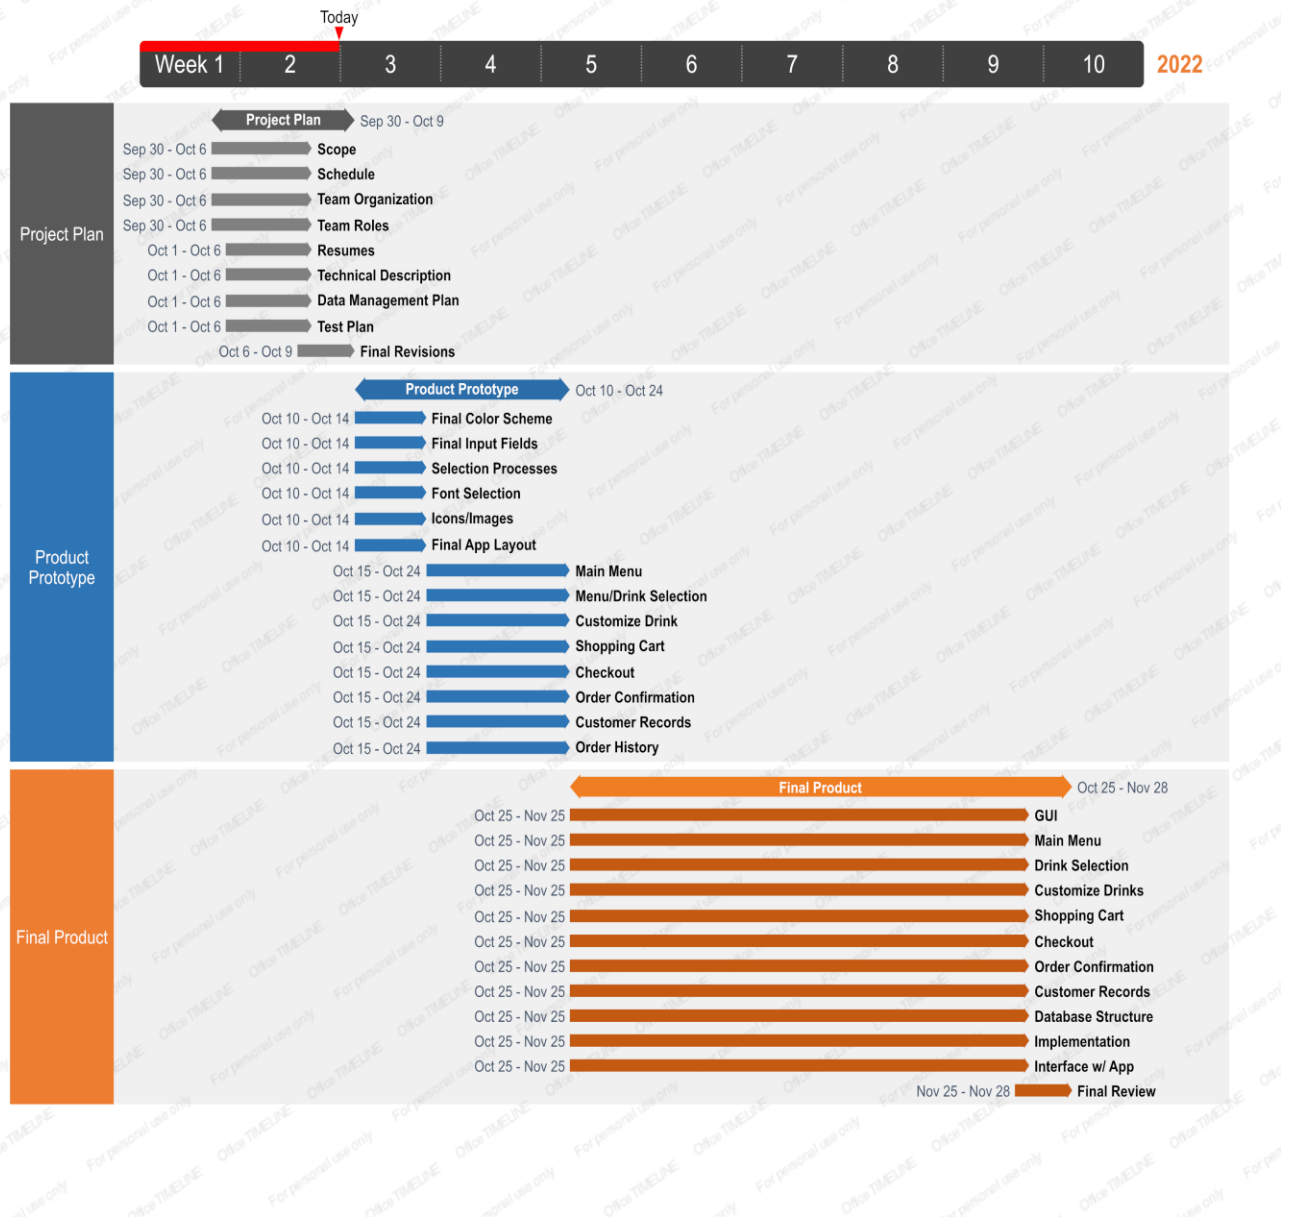 Today
Week 1 2 3 4 5 6 7 8 9 10 2022
Project Plan
Project Plan Sep 30 - Oct 9
Sep 30 - Oct 6 Scope
Sep 30 - Oct 6 Schedule
Sep 30 - Oct 6 Team Organization
Sep 30 - Oct 6 Team Roles
Oct 1 - Oct 6 Resumes
Oct 1 - Oct 6 Technical Description
Oct 1 - Oct 6 Data Management Plan
Oct 1 - Oct 6 Test Plan
Oct 6 - Oct 9 Final Revisions
Product
Prototype
Product Prototype Oct 10 - Oct 24
Oct 10 - Oct 14 Final Color Scheme
Oct 10 - Oct 14 Final Input Fields
Oct 10 - Oct 14 Selection Processes
Oct 10 - Oct 14 Font Selection
Oct 10 - Oct 14 Icons/Images
Oct 10 - Oct 14 Final App Layout
Oct 15 - Oct 24 Main Menu
Oct 15 - Oct 24 Menu/Drink Selection
Oct 15 - Oct 24 Customize Drink
Oct 15 - Oct 24 Shopping Cart
Oct 15 - Oct 24 Checkout
Oct 15 - Oct 24 Order Confirmation
Oct 15 - Oct 24 Customer Records
Oct 15 - Oct 24 Order History
Final Product
Final Product Oct 25 - Nov 28
Oct 25 - Nov 25 GUI
Oct 25 - Nov 25 Main Menu
Oct 25 - Nov 25 Drink Selection
Oct 25 - Nov 25 Customize Drinks
Oct 25 - Nov 25 Shopping Cart
Oct 25 - Nov 25 Checkout
Oct 25 - Nov 25 Order Confirmation
Oct 25 - Nov 25 Customer Records
Oct 25 - Nov 25 Database Structure
Oct 25 - Nov 25 Implementation
Oct 25 - Nov 25 Interface w/ App
Nov 25 - Nov 28 Final Review
Office TIMELINE For personal use only